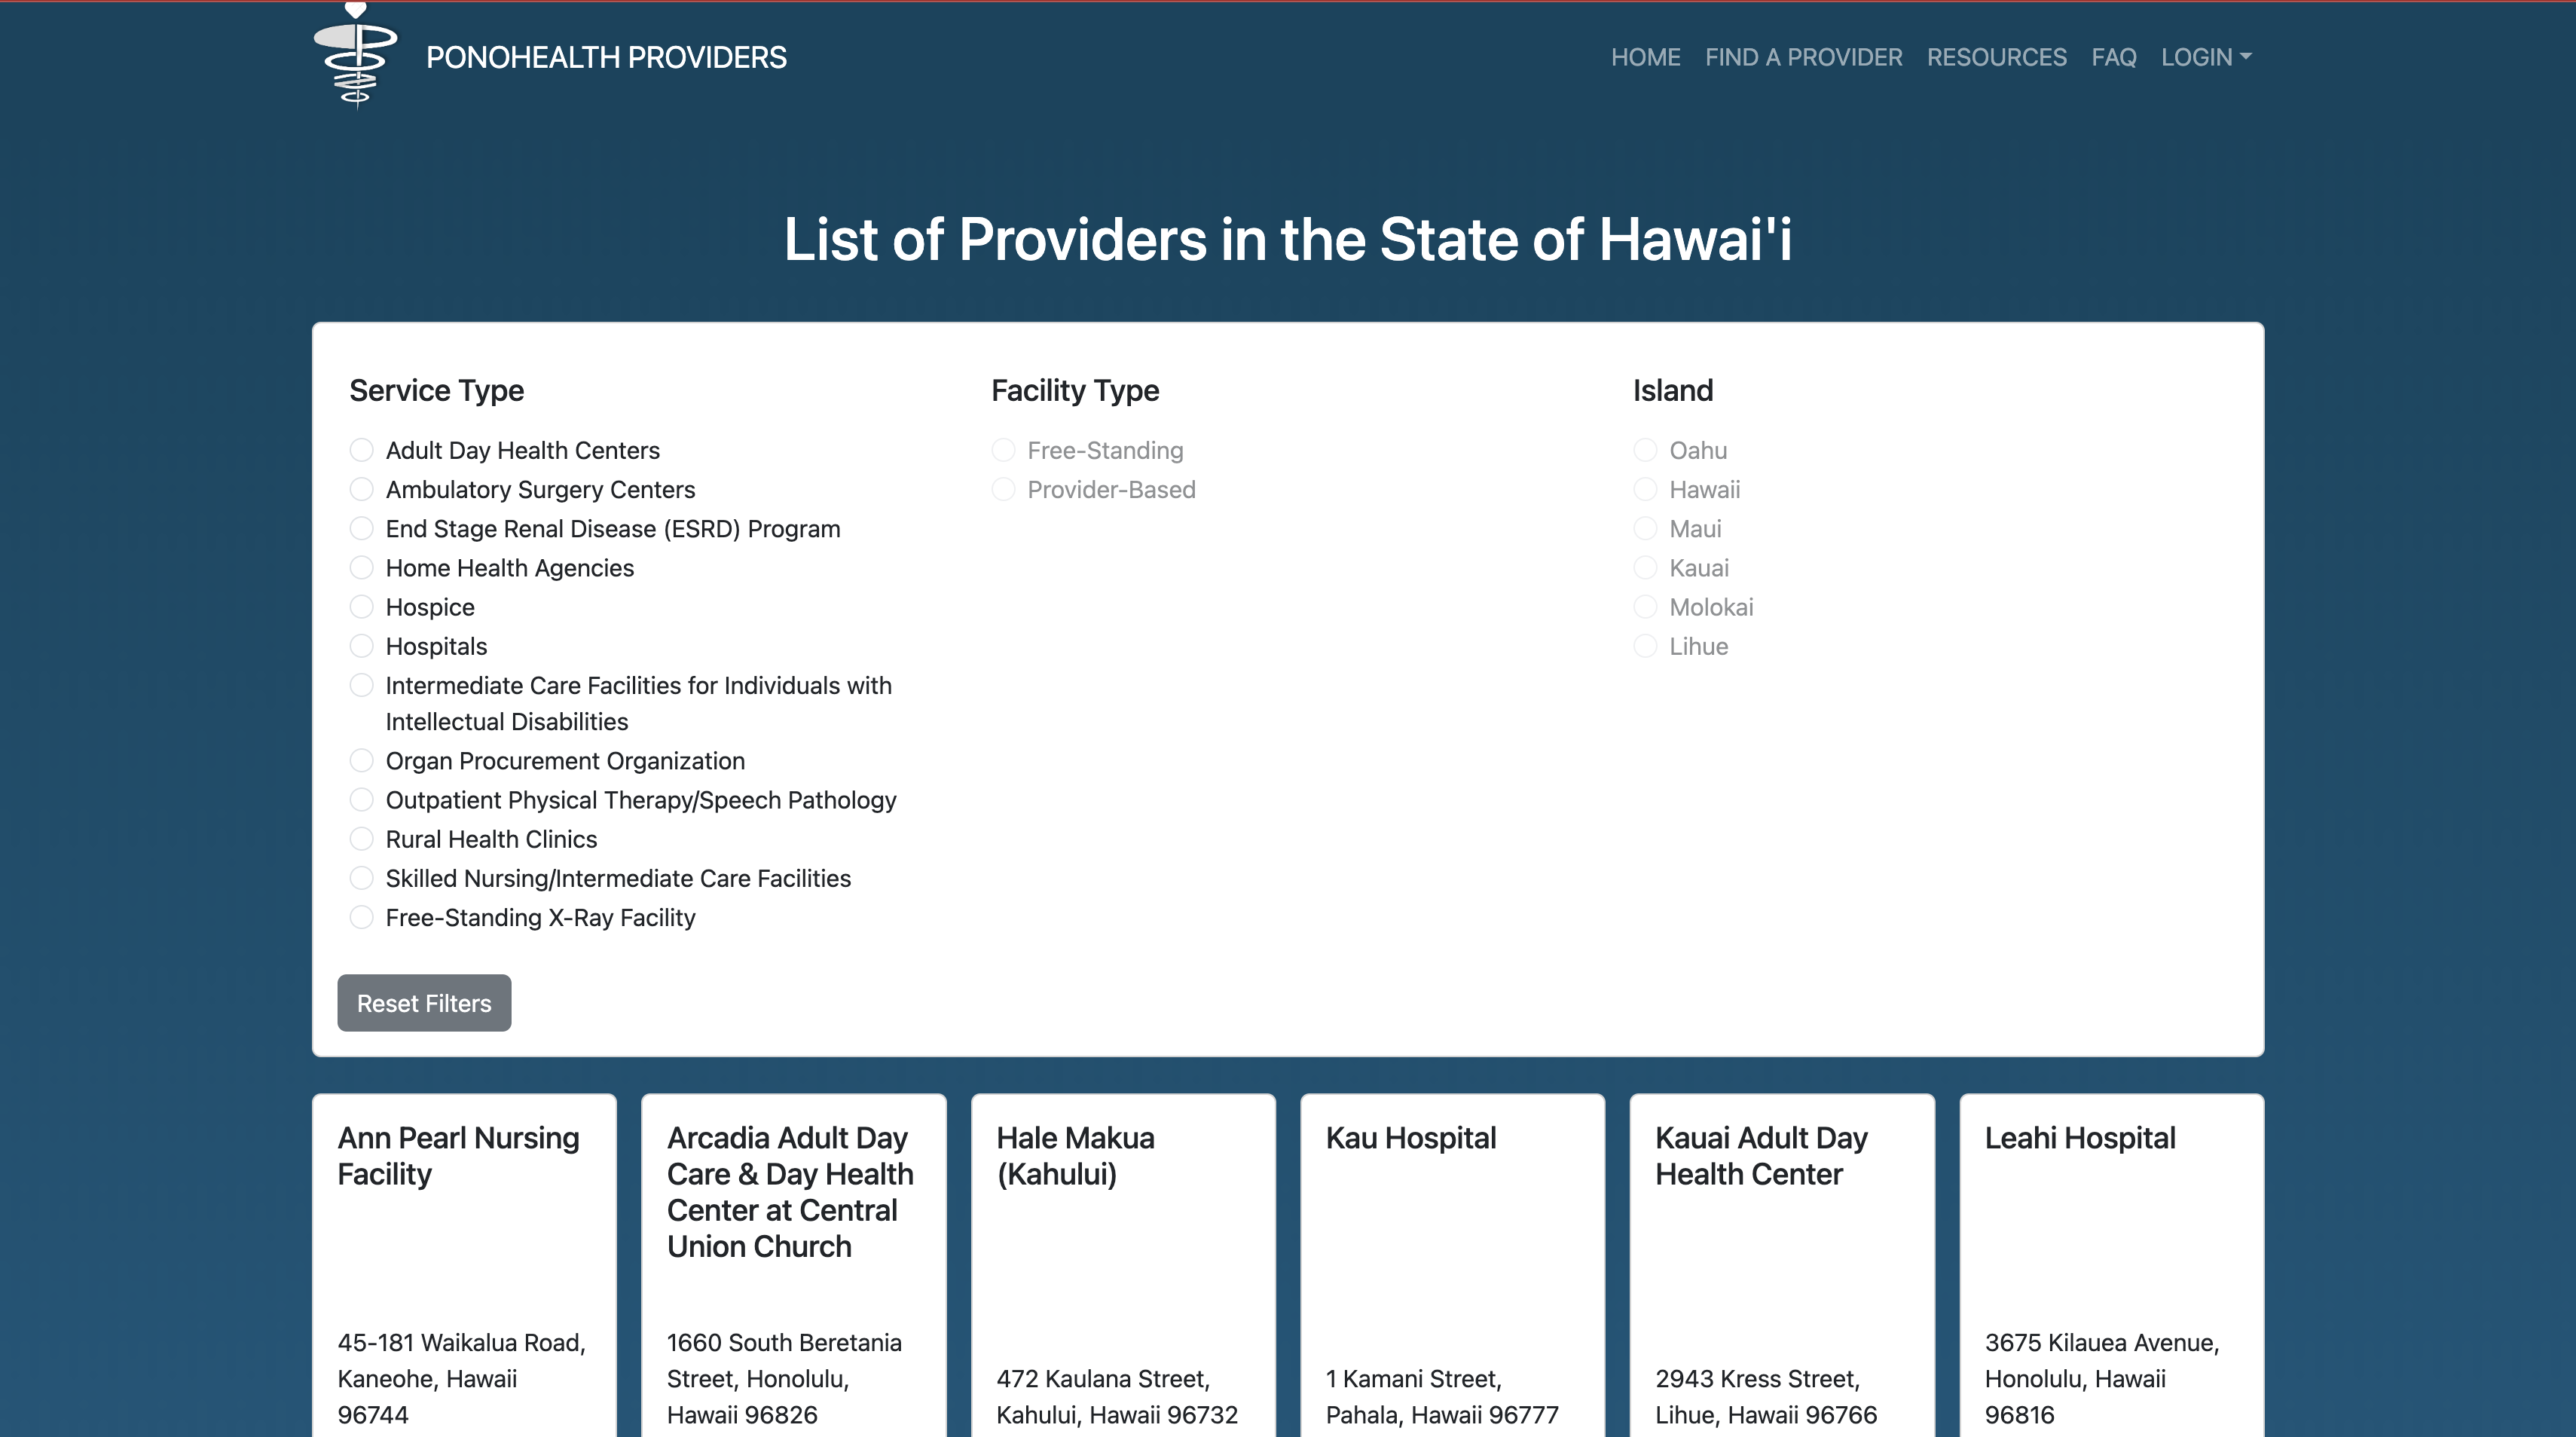 PONOHEALTH PROVIDERS
HOME FIND A PROVIDER RESOURCES FAQ LOGIN
List of Providers in the State of Hawai'i
Service Type
Adult Day Health Centers
Ambulatory Surgery Centers
End Stage Renal Disease (ESRD) Program
Home Health Agencies
Hospice
Hospitals
Intermediate Care Facilities for Individuals with
Intellectual Disabilities
Organ Procurement Organization
Outpatient Physical Therapy/Speech Pathology
Rural Health Clinics
Skilled Nursing/Intermediate Care Facilities
Free-Standing X-Ray Facility
Facility Type
Free-Standing
Provider-Based
Island
Oahu
Hawaii
Maui
Kauai
Molokai
Lihue
Reset Filters
Ann Pearl Nursing
Facility
45-181 Waikalua Road,
Kaneohe, Hawaii
96744
Arcadia Adult Day
Care & Day Health
Center at Central
Union Church
1660 South Beretania
Street, Honolulu,
Hawaii 96826
Hale Makua
(Kahului)
472 Kaulana Street,
Kahului, Hawaii 96732
Kau Hospital
1 Kamani Street,
Pahala, Hawaii 96777
Kauai Adult Day
Health Center
2943 Kress Street,
Lihue, Hawaii 96766
Leahi Hospital
3675 Kilauea Avenue,
Honolulu, Hawaii
96816